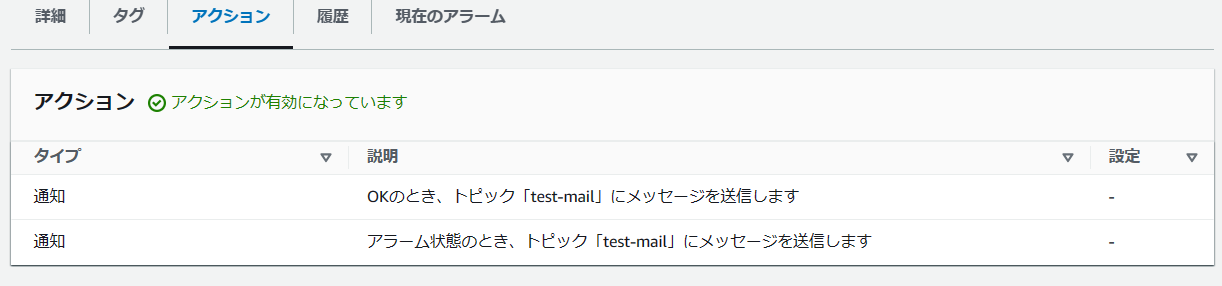 詳細 タグ アクション 履歴 現在のアラーム
アクション アクションが有効になっています
タイプ 説明 設定
通知 OKのとき、トピック「test-mail」にメッセージを送信します -
通知 アラーム状態のとき、トピック「test-mail」にメッセージを送信します -